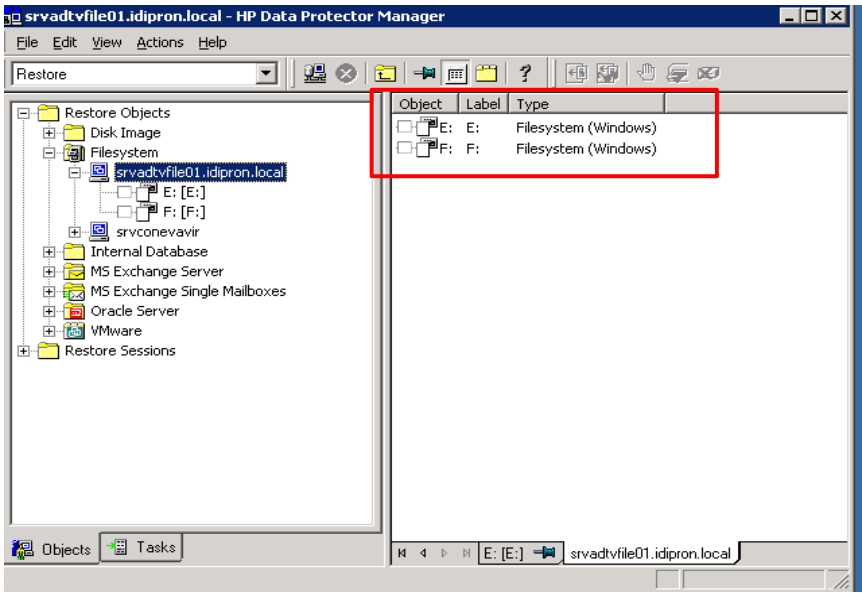 srvadtvfile01.idipron.local - HP Data Protector Manager
File Edit View Actions Help
Restore
Restore Objects
Disk Image
Filesystem
srvadtvfile01.idipron.local
E: [E:]
F: [F:]
srvconevavir
Internal Database
MS Exchange Server
MS Exchange Single Mailboxes
Oracle Server
VMware
Restore Sessions
Objects Tasks
Object Label Type
E: E: Filesystem (Windows)
F: F: Filesystem (Windows)
E: [E:] srvadtvfile01.idipron.local